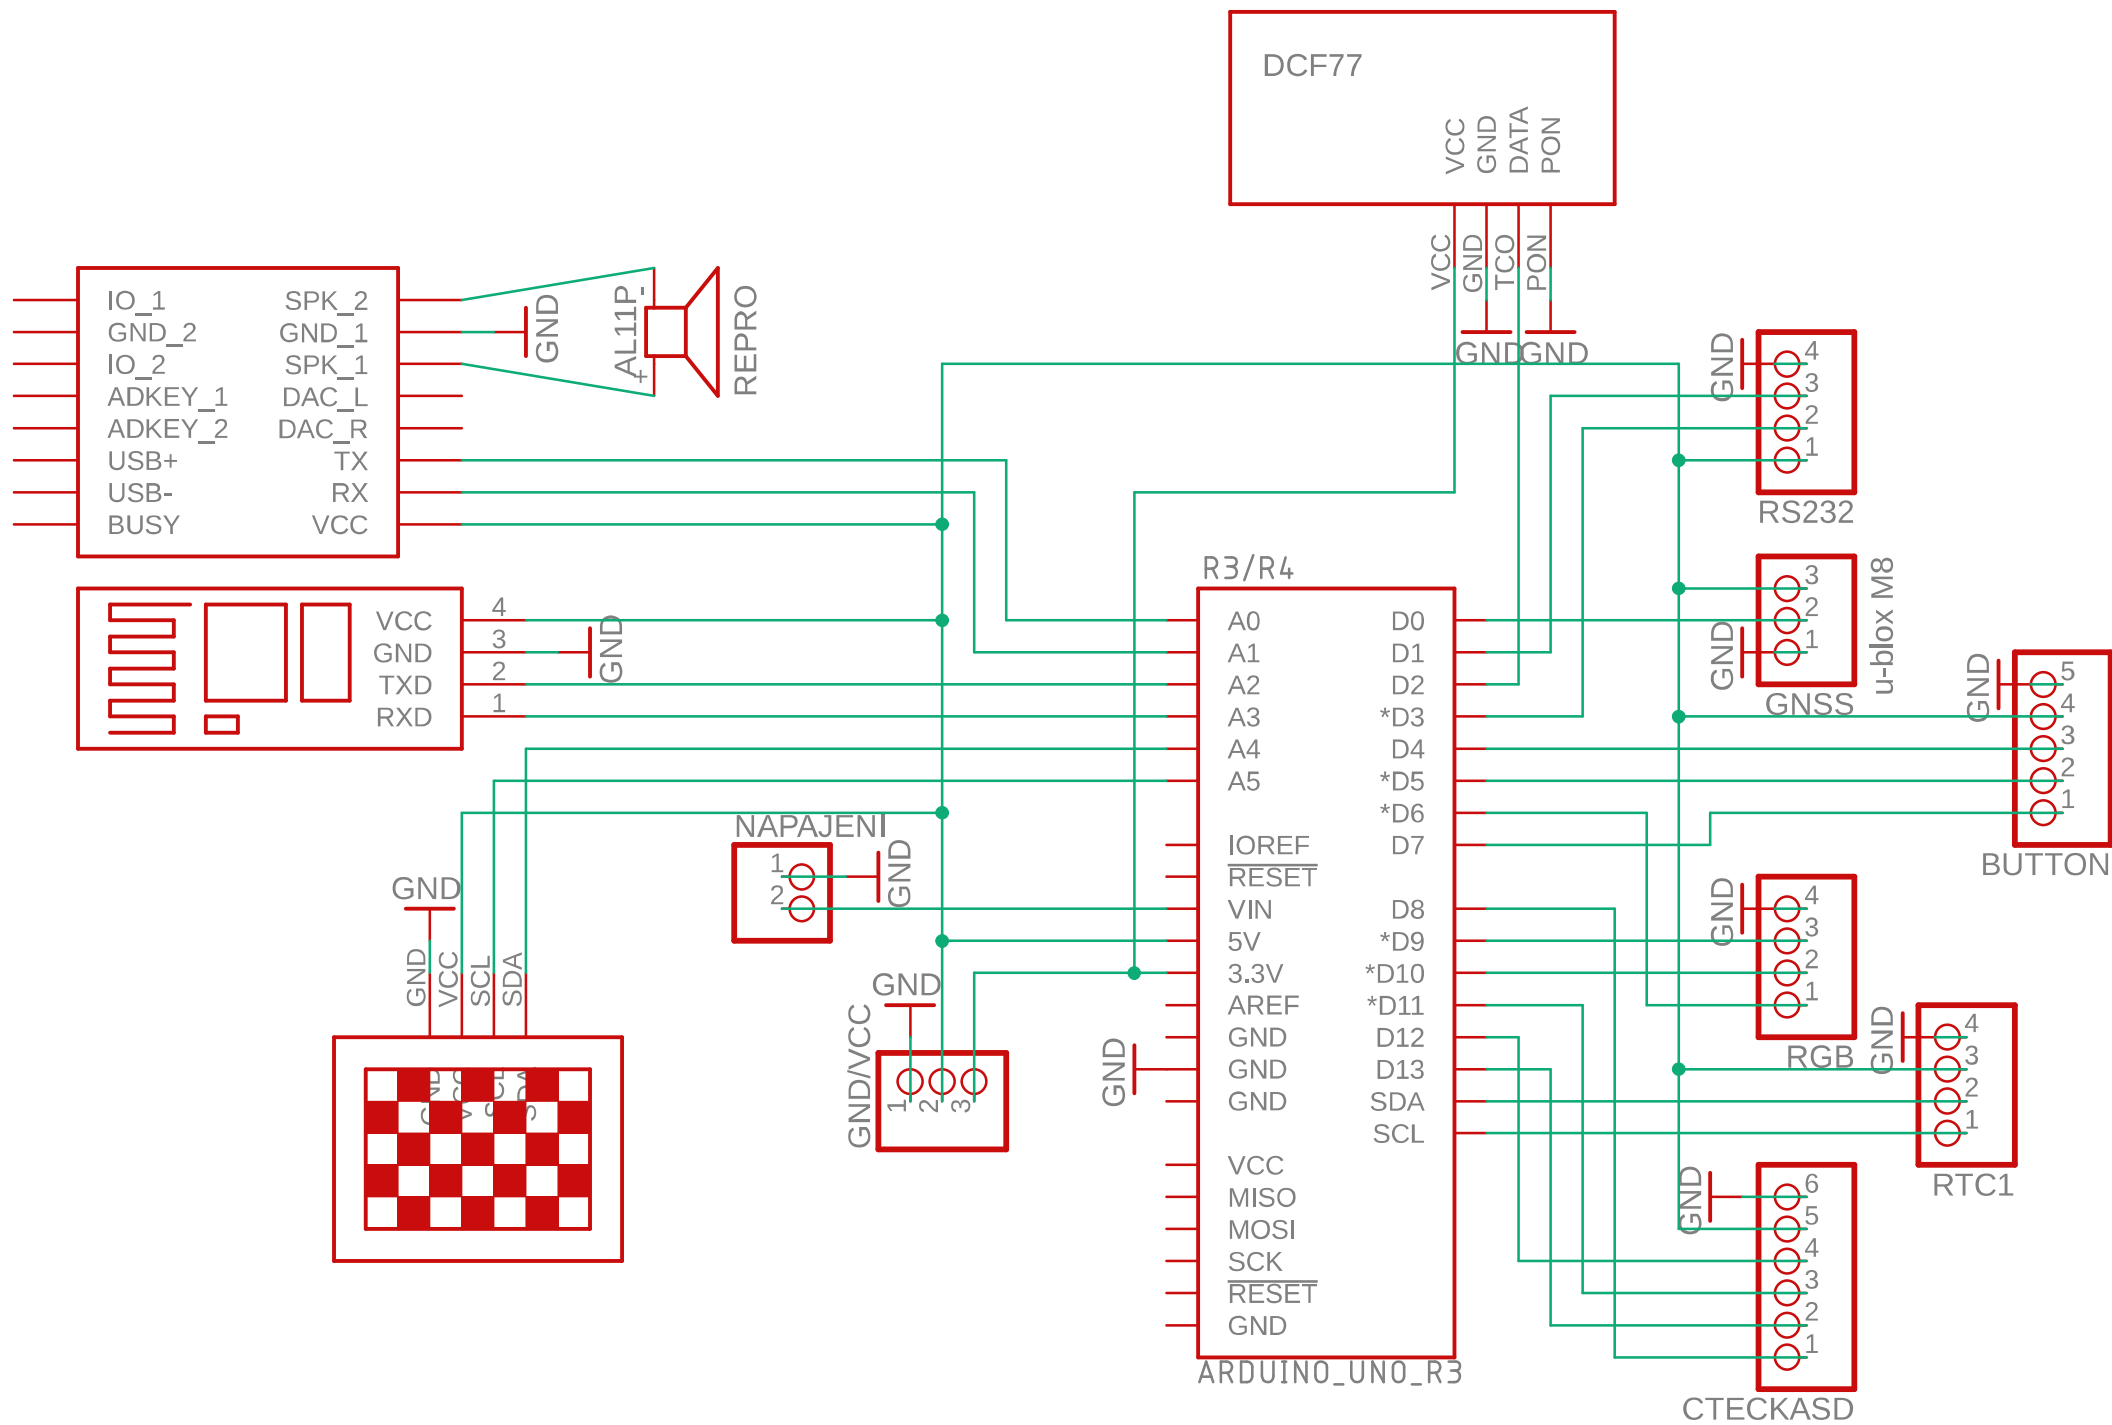 DCF77
VCC
GND
DATA
PON
VCC
GND
TCO
PON
GND
GND
IO_1
GND_2
IO_2
ADKEY_1
ADKEY_2
USB+
USB-
BUSY
SPK_2
GND_1
SPK_1
DAC_L
DAC_R
TX
RX
VCC
GND
AL11P
-
+
REPRO
VCC
GND
TXD
RXD
4
3
2
1
GND
GND
GND
VCC
SCL
SDA
GND
VCC
SCL
SDA
NAPAJENI
1
2
GND
GND
GND/VCC
1
2
3
R3/R4
A0
A1
A2
A3
A4
A5
IOREF
RESET
VIN
5V
3.3V
AREF
GND
GND
GND
VCC
MISO
MOSI
SCK
RESET
GND
D0
D1
D2
*D3
D4
*D5
*D6
D7
D8
*D9
*D10
*D11
D12
D13
SDA
SCL
GND
ARDUINO_UNO_R3
GND
4
3
2
1
RS232
GND
3
2
1
GNSS
u-blox M8
GND
5
4
3
2
1
BUTTON
GND
4
3
2
1
RGB
GND
4
3
2
1
RTC1
GND
6
5
4
3
2
1
CTECKASD